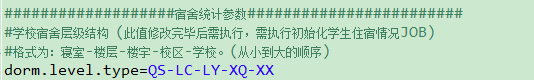 ####################宿舍统计参数#########################
#学校宿舍层级结构（此值修改完毕后需执行，需执行初始化学生住宿情况JOB）
#格式为：寝室-楼层-楼宇-校区-学校。(从小到大的顺序)
dorm.level.type=QS-LC-LY-XQ-XX